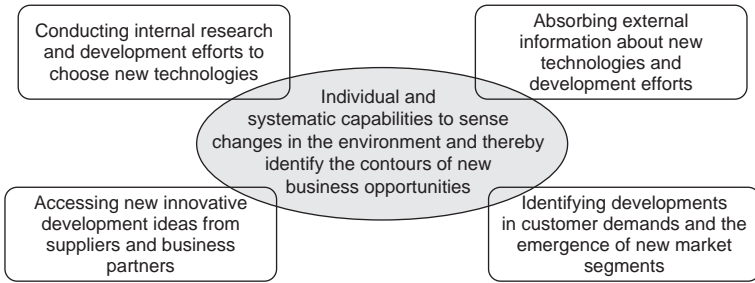 Conducting internal research
and development efforts to
choose new technologies
Absorbing external
information about new
technologies and
development efforts
Individual and
systematic capabilities to sense
changes in the environment and thereby
identify the contours of new
business opportunities
Accessing new innovative
development ideas from
suppliers and business
partners
Identifying developments
in customer demands and the
emergence of new market
segments